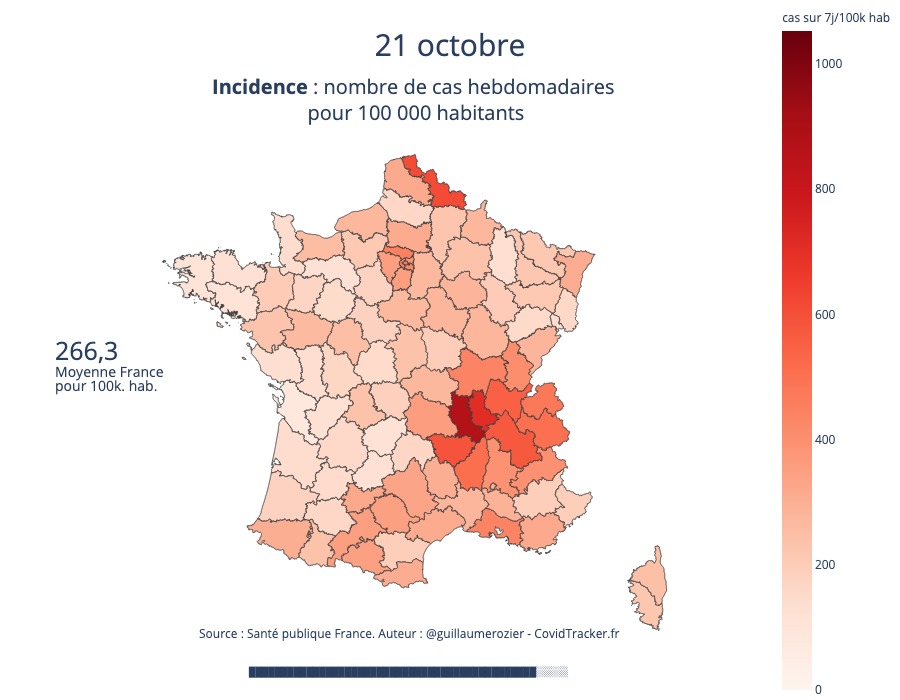 cas sur 7j/100k hab
21 octobre
Incidence : nombre de cas hebdomadaires
pour 100 000 habitants
1000
800
600
400
200
0
266,3
Moyenne France
pour 100k. hab.
Source : Santé publique France. Auteur : @guillaumerozier - CovidTracker.fr